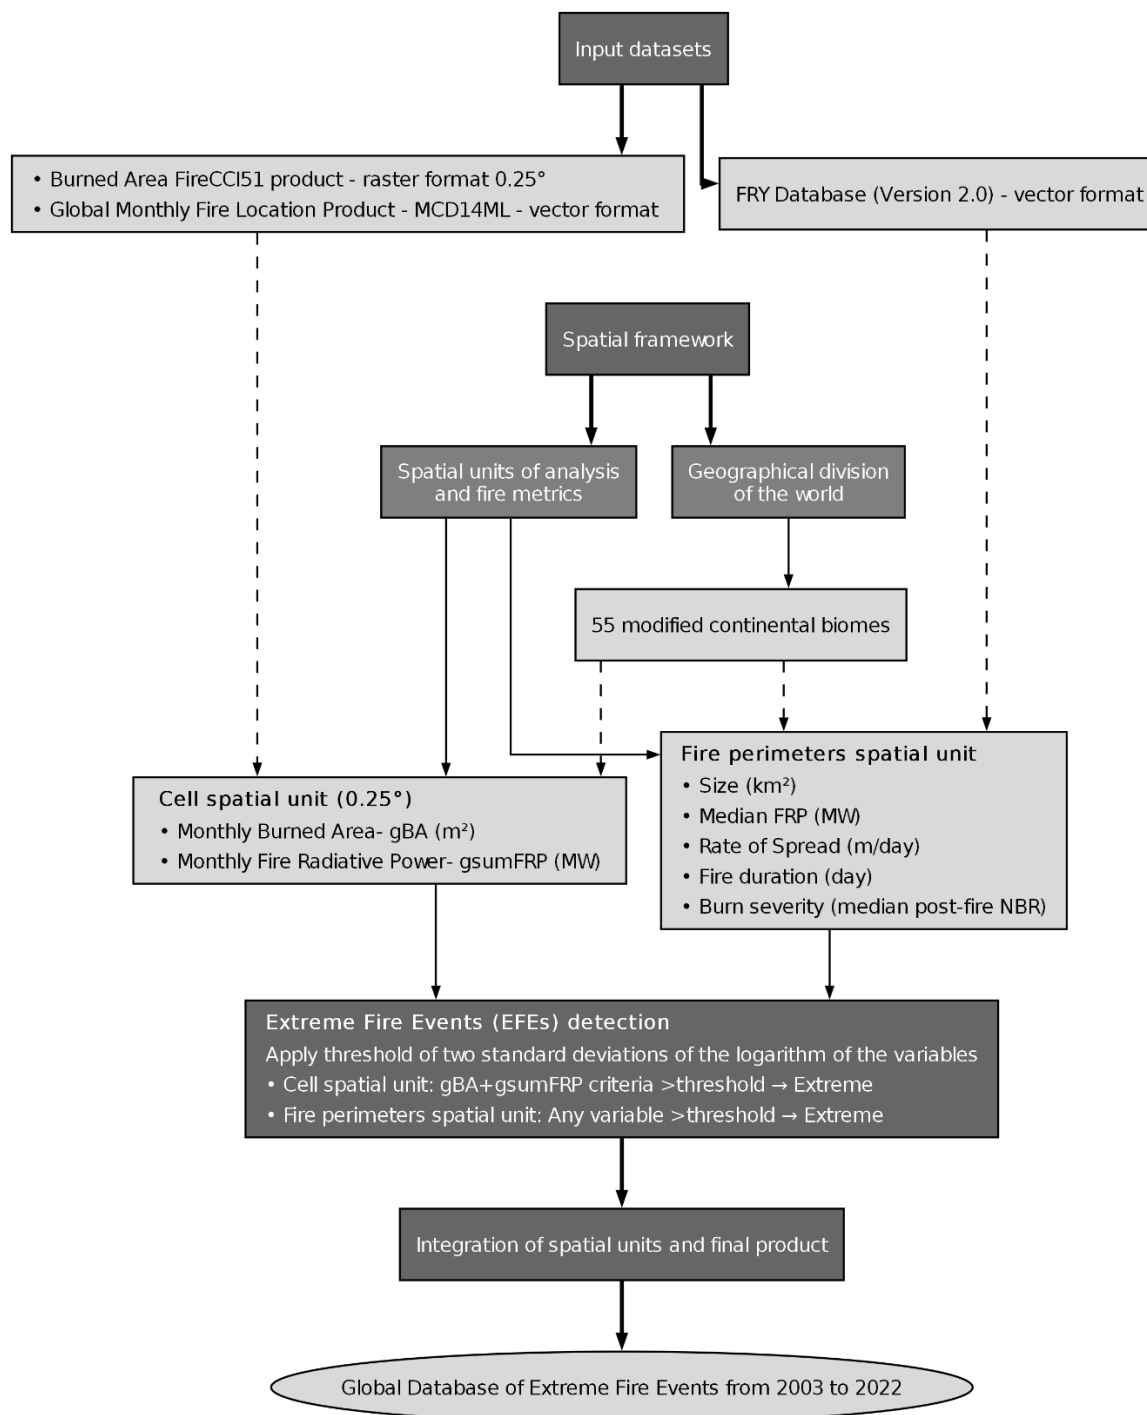 Input datasets
• Burned Area FireCCI51 product - raster format 0.25°
• Global Monthly Fire Location Product - MCD14ML - vector format
FRY Database (Version 2.0) - vector format
Spatial framework
Spatial units of analysis
and fire metrics
Geographical division
of the world
55 modified continental biomes
Fire perimeters spatial unit
• Size (km²)
• Median FRP (MW)
• Rate of Spread (m/day)
• Fire duration (day)
• Burn severity (median post-fire NBR)
Cell spatial unit (0.25°)
• Monthly Burned Area- gBA (m²)
• Monthly Fire Radiative Power- gsumFRP (MW)
Extreme Fire Events (EFEs) detection
Apply threshold of two standard deviations of the logarithm of the variables
• Cell spatial unit: gBA+gsumFRP criteria >threshold → Extreme
• Fire perimeters spatial unit: Any variable >threshold → Extreme
Integration of spatial units and final product
Global Database of Extreme Fire Events from 2003 to 2022